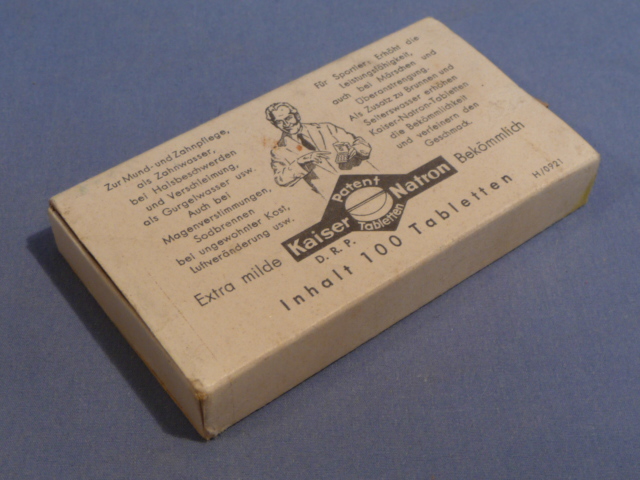 Zur Mund- und Zahnpflege,
als Zahnwasser,
bei Halsbeschwerden
und Verschleimung,
als Gurgelwasser usw.
Auch bei
Magenverstimmungen,
Sodbrennen
bei ungewohnter Kost,
Luftveränderung usw.
Für Sportler: Erhöht die
Leistungsfähigkeit,
auch bei Märschen und
Überanstrengung.
Als Zusatz zu Brunnen und
Selterswasser erhöhen
Kaiser-Natron-Tabletten
die Bekömmlichkeit
und verfeinern den
Geschmack.
Patent
Kaiser Natron
Tabletten
Extra milde
Bekömmlich
D. R. P.
Inhalt 100 Tabletten
H/0921